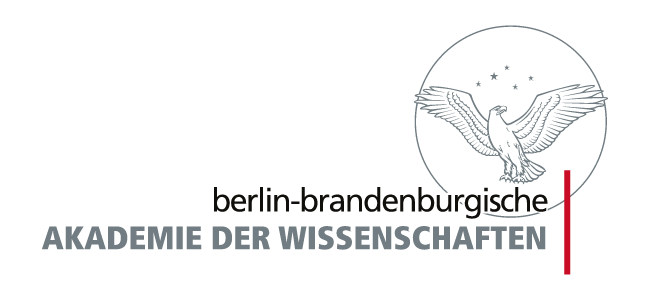 berlin-brandenburgische
AKADEMIE DER WISSENSCHAFTEN